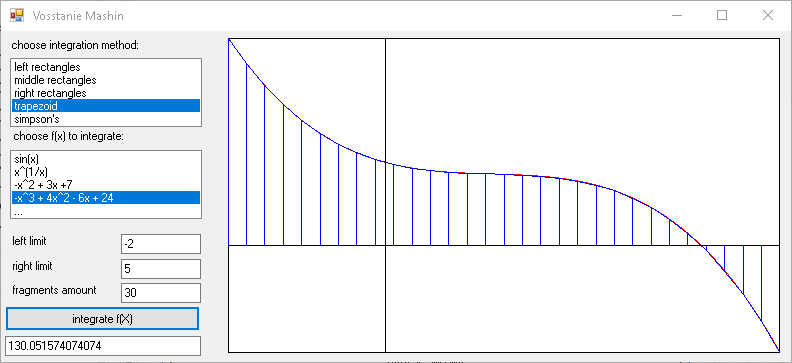 Vosstanie Mashin
choose integration method:
left rectangles
middle rectangles
right rectangles
trapezoid
simpson's
choose f(x) to integrate:
sin(x)
x^(1/x)
-x^2 + 3x +7
-x^3 + 4x^2 - 6x + 24
...
left limit
-2
right limit
5
fragments amount
30
integrate f(X)
130.051574074074